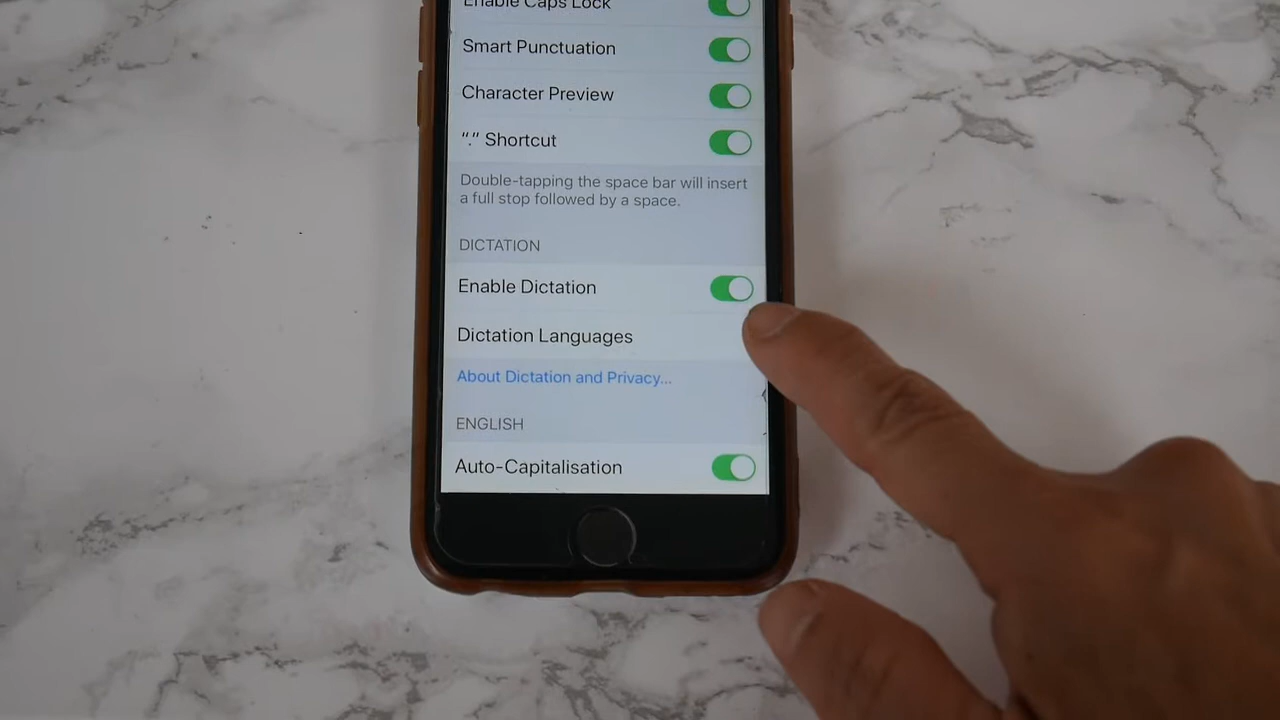 Enable Caps Lock
Smart Punctuation
Character Preview
“.” Shortcut
Double-tapping the space bar will insert
a full stop followed by a space.
DICTATION
Enable Dictation
Dictation Languages
About Dictation and Privacy...
ENGLISH
Auto-Capitalisation